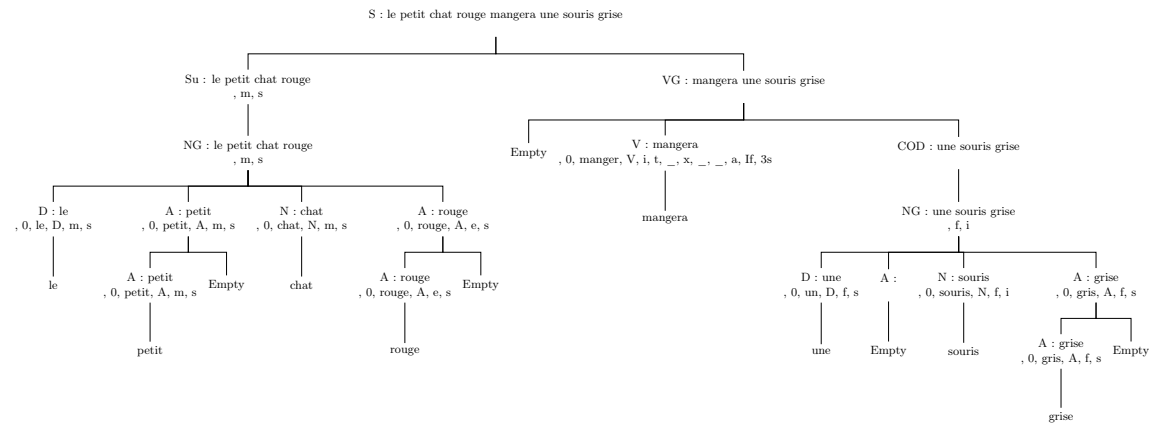 S : le petit chat rouge mangera une souris grise
Su : le petit chat rouge
, m, s
VG : mangera une souris grise
NG : le petit chat rouge
, m, s
Empty
V : mangera
, 0, manger, V, i, t, _, x, _, _, a, If, 3s
COD : une souris grise
D : le
, 0, le, D, m, s
A : petit
, 0, petit, A, m, s
N : chat
, 0, chat, N, m, s
A : rouge
, 0, rouge, A, e, s
mangera
NG : une souris grise
, f, i
le
A : petit
, 0, petit, A, m, s
Empty
chat
A : rouge
, 0, rouge, A, e, s
Empty
D : une
, 0, un, D, f, s
A :
N : souris
, 0, souris, N, f, i
A : grise
, 0, gris, A, f, s
petit
rouge
une
Empty
souris
A : grise
, 0, gris, A, f, s
Empty
grise